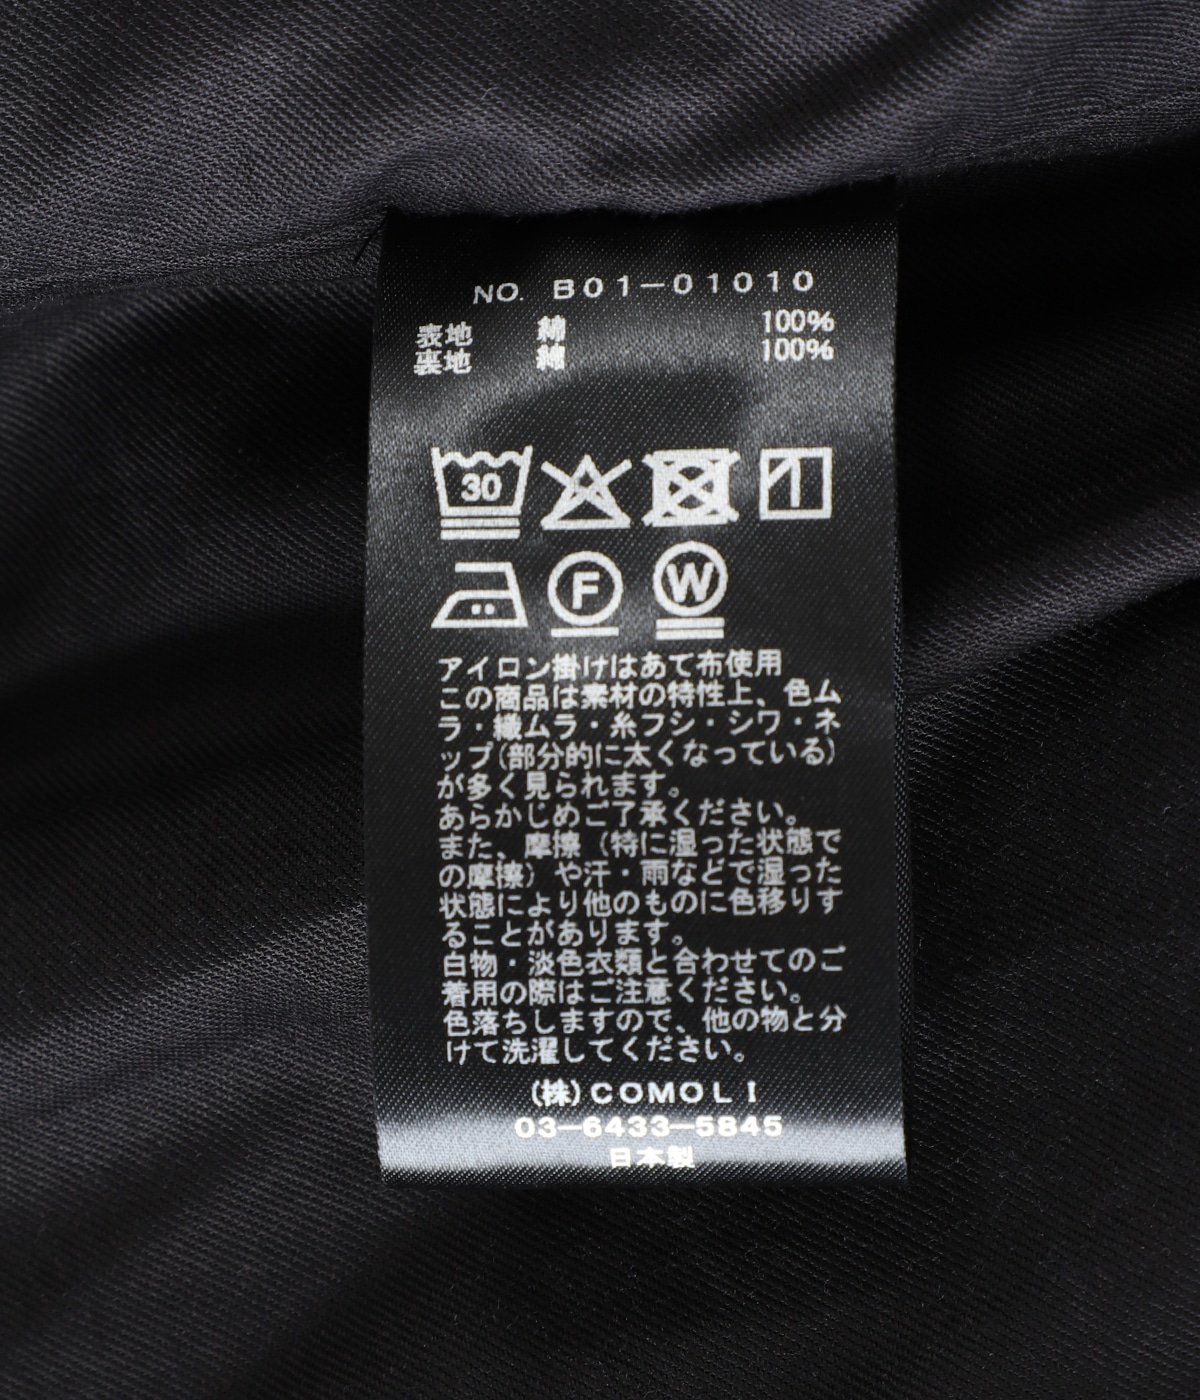 NO. B01-01010
表地 綿 100%
裏地 綿 100%
30
F W
アイロン掛けはあて布使用
この商品は素材の特性上、色ム
ラ・織ムラ・糸フシ・シワ・ネ
ップ(部分的に太くなっている)
が多く見られます。
あらかじめご了承ください。
また、摩擦(特に湿った状態で
の摩擦)や汗・雨などで湿った
状態により他のものに色移りす
ることがあります。
白物・淡色衣類と合わせてのご
着用の際はご注意ください。
色落ちしますので、他の物と分
けて洗濯してください。
(株)COMOLI
03-6433-5845
日本製